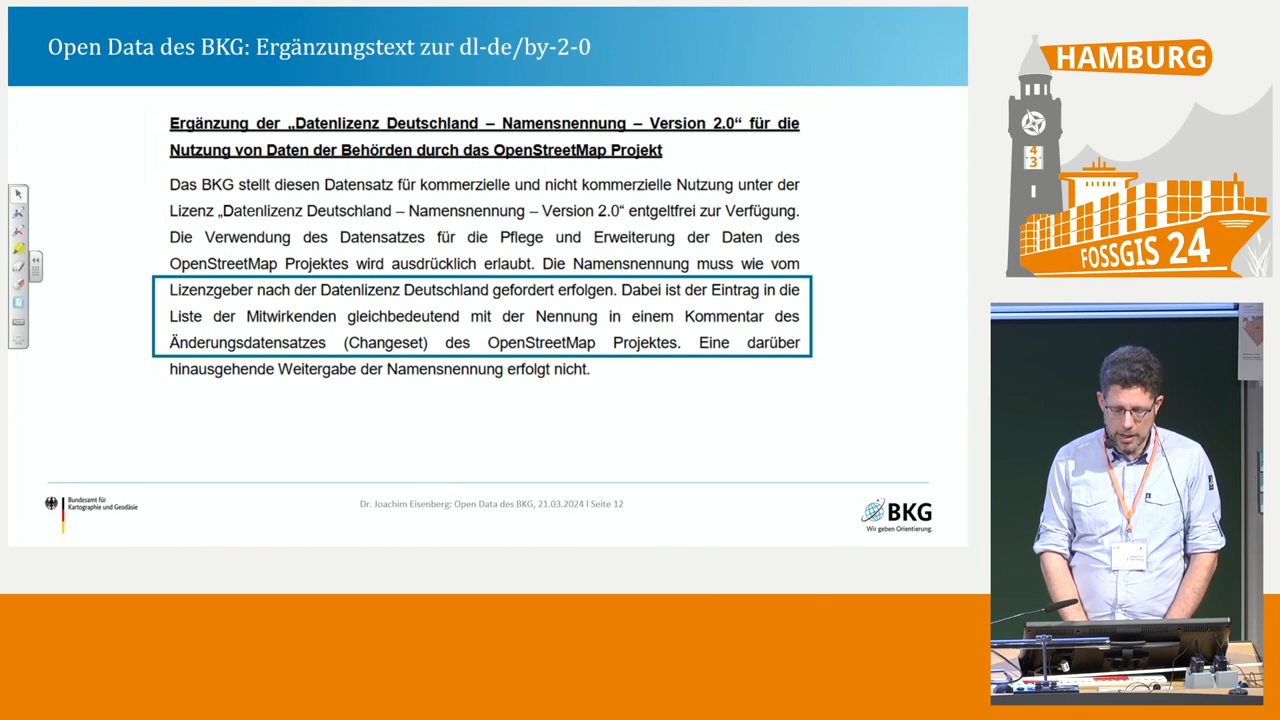 Open Data des BKG: Ergänzungstext zur dl-de/by-2-0
Ergänzung der „Datenlizenz Deutschland – Namensnennung – Version 2.0“ für die
Nutzung von Daten der Behörden durch das OpenStreetMap Projekt
Das BKG stellt diesen Datensatz für kommerzielle und nicht kommerzielle Nutzung unter der
Lizenz „Datenlizenz Deutschland – Namensnennung – Version 2.0“ entgeltfrei zur Verfügung.
Die Verwendung des Datensatzes für die Pflege und Erweiterung der Daten des
OpenStreetMap Projektes wird ausdrücklich erlaubt. Die Namensnennung muss wie vom
Lizenzgeber nach der Datenlizenz Deutschland gefordert erfolgen. Dabei ist der Eintrag in die
Liste der Mitwirkenden gleichbedeutend mit der Nennung in einem Kommentar des
Änderungsdatensatzes (Changeset) des OpenStreetMap Projektes. Eine darüber
hinausgehende Weitergabe der Namensnennung erfolgt nicht.
Bundesamt für
Kartographie und Geodäsie
Dr. Joachim Eisenberg: Open Data des BKG, 21.03.2024 | Seite 12
BKG
Wir geben Orientierung.
HAMBURG
4
3
FOSSGIS 24